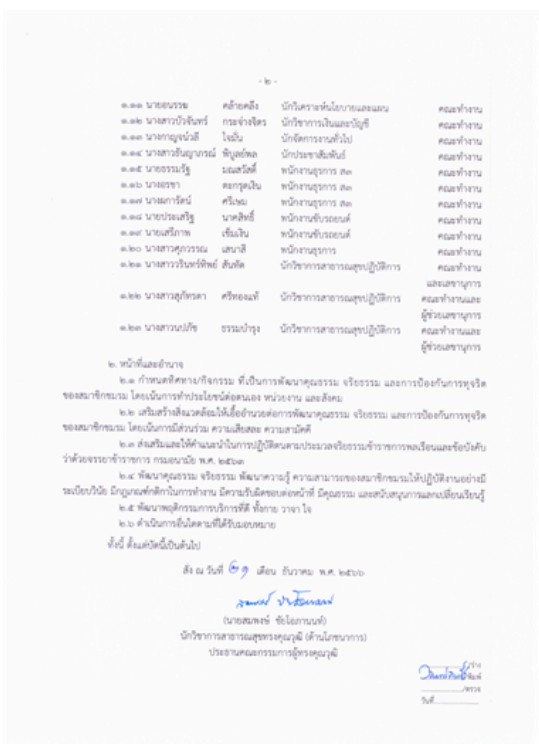 - ๒ -
๑.๑๑ นายอนรรฆ คล้ายคลึง นักวิเคราะห์นโยบายและแผน คณะทำงาน
๑.๑๒ นางสาวบัวจันทร์ กระจ่างจิตร นักวิชาการเงินและบัญชี คณะทำงาน
๑.๑๓ นางกาญจน์วลี ใจมั่น นักจัดการงานทั่วไป คณะทำงาน
๑.๑๔ นางสาวธันญาภรณ์ พิบูลย์พล นักประชาสัมพันธ์ คณะทำงาน
๑.๑๕ นายธรรมรัฐ มณสวัสดิ์ พนักงานธุรการ ส๓ คณะทำงาน
๑.๑๖ นางอรชา ตะกรุดเงิน พนักงานธุรการ ส๓ คณะทำงาน
๑.๑๗ นางผการัตน์ ศรีเษม พนักงานธุรการ ส๓ คณะทำงาน
๑.๑๘ นายประเสริฐ นาคสิทธิ์ พนักงานขับรถยนต์ คณะทำงาน
๑.๑๙ นายเสรีภาพ เข็มเงิน พนักงานขับรถยนต์ คณะทำงาน
๑.๒๐ นางสาวศุภวรรณ เสนาสี พนักงานธุรการ คณะทำงาน
๑.๒๑ นางสาววรินทร์ทิพย์ สันทัด นักวิชาการสาธารณสุขปฏิบัติการ คณะทำงาน
และเลขานุการ
๑.๒๒ นางสาวสุภัทรดา ศรีทองแท้ นักวิชาการสาธารณสุขปฏิบัติการ คณะทำงานและ
ผู้ช่วยเลขานุการ
๑.๒๓ นางสาวนปภัช ธรรมบำรุง นักวิชาการสาธารณสุขปฏิบัติการ คณะทำงานและ
ผู้ช่วยเลขานุการ
๒. หน้าที่และอำนาจ
๒.๑ กำหนดทิศทาง/กิจกรรม ที่เป็นการพัฒนาคุณธรรม จริยธรรม และการป้องกันการทุจริต
ของสมาชิกชมรม โดยเน้นการทำประโยชน์ต่อตนเอง หน่วยงาน และสังคม
๒.๒ เสริมสร้างสิ่งแวดล้อมให้เอื้ออำนวยต่อการพัฒนาคุณธรรม จริยธรรม และการป้องกันการทุจริต
ของสมาชิกชมรม โดยเน้นการมีส่วนร่วม ความเสียสละ ความสามัคคี
๒.๓ ส่งเสริมและให้คำแนะนำในการปฏิบัติตนตามประมวลจริยธรรมข้าราชการพลเรือนและข้อบังคับ
ว่าด้วยจรรยาข้าราชการ กรมอนามัย พ.ศ. ๒๕๖๓
๒.๔ พัฒนาคุณธรรม จริยธรรม พัฒนาความรู้ ความสามารถของสมาชิกชมรมให้ปฏิบัติงานอย่างมี
ระเบียบวินัย มีกฎเกณฑ์กติกาในการทำงาน มีความรับผิดชอบต่อหน้าที่ มีคุณธรรม และสนับสนุนการแลกเปลี่ยนเรียนรู้
๒.๕ พัฒนาพฤติกรรมการบริการที่ดี ทั้งกาย วาจา ใจ
๒.๖ ดำเนินการอื่นใดตามที่ได้รับมอบหมาย
ทั้งนี้ ตั้งแต่บัดนี้เป็นต้นไป
สั่ง ณ วันที่ ๒๑ เดือน ธันวาคม พ.ศ. ๒๕๖๖
(นายสมพงษ์ ชัยโอภานนท์)
นักวิชาการสาธารณสุขทรงคุณวุฒิ (ด้านโภชนาการ)
ประธานคณะกรรมการผู้ทรงคุณวุฒิ
/ร่าง
พิมพ์
/ตรวจ
วันที่